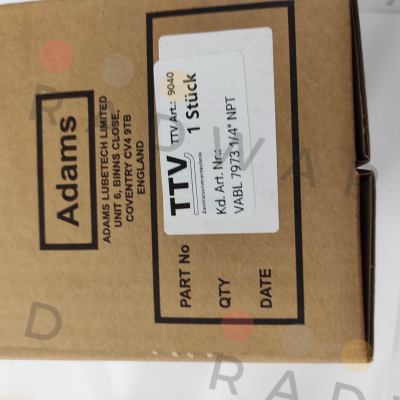 Adams
ADAMS LUBETECH LIMITED
UNIT 6, BINNS CLOSE,
COVENTRY CV4 9TB
ENGLAND
TTV
Zentralschmiertechnik
TTV Art.: 9040
1 Stück
Kd. Art. Nr.:
VABL 7973 1/4" NPT
PART No
QTY
DATE